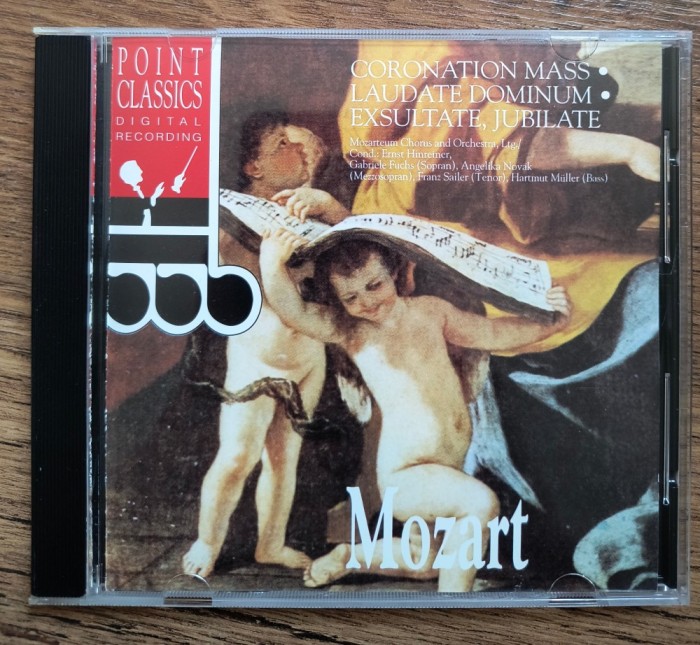 POINT
CLASSICS
DIGITAL
RECORDING
CORONATION MASS •
LAUDATE DOMINUM •
EXSULTATE, JUBILATE
Mozarteum Chorus and Orchestra, Ltg./
Cond.: Ernst Hinreiner,
Gabriele Fuchs (Sopran), Angelika Novak
(Mezzosopran), Franz Sailer (Tenor), Hartmut Müller (Bass)
Mozart